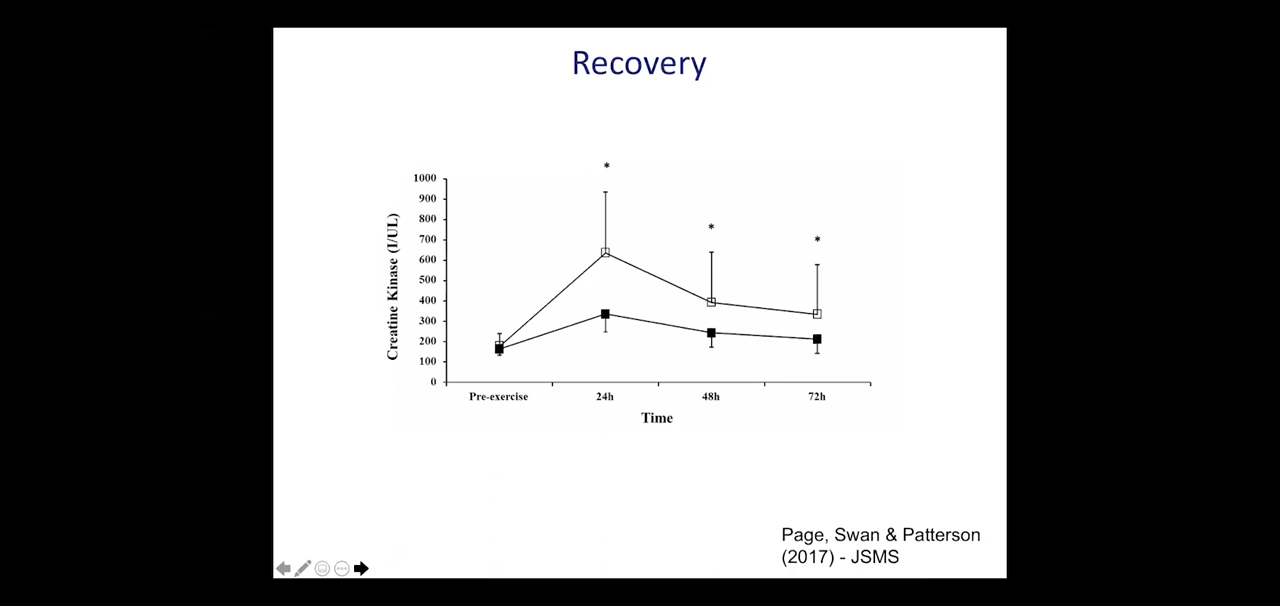 Recovery
*
*
*
1000
900
800
700
600
500
400
300
200
100
0
Creatine Kinase (I/UL)
Pre-exercise 24h 48h 72h
Time
Page, Swan & Patterson
(2017) - JSMS